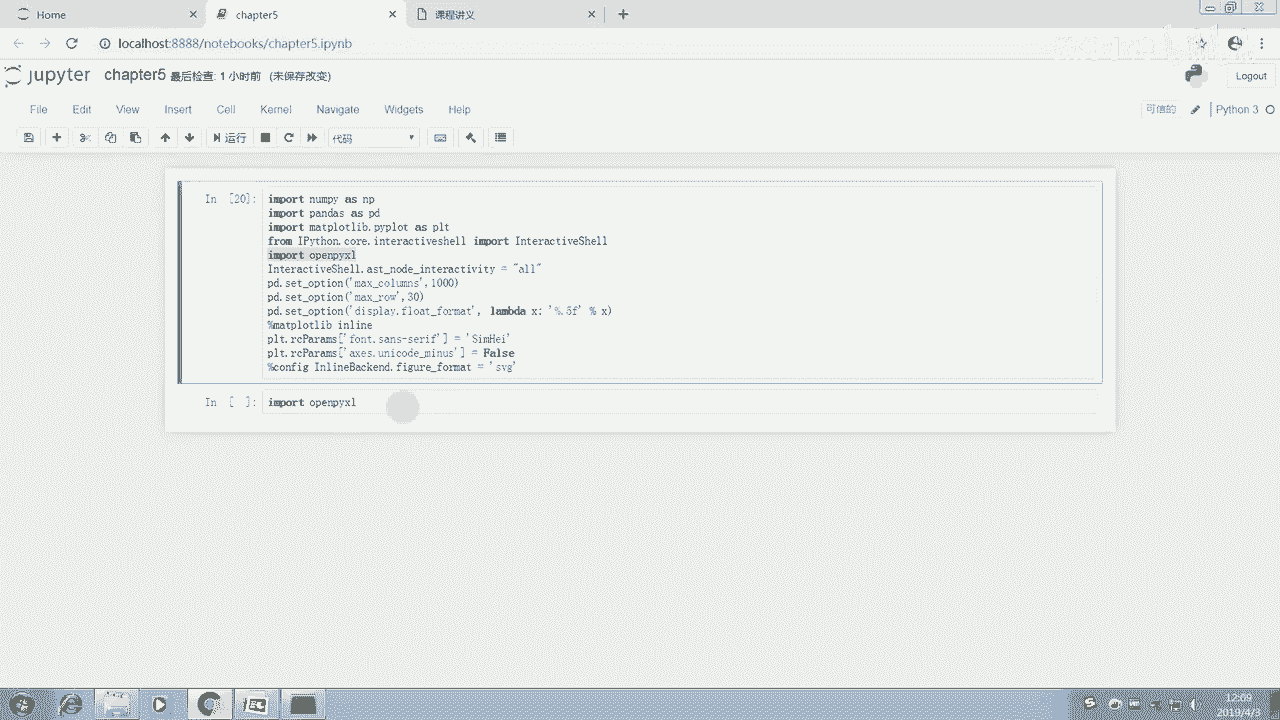 Home
chapter5
课程讲义
localhost:8888/notebooks/chapter5.ipynb
jupyter chapter5 最后检查: 1 小时前 (未保存改变)
Logout
File Edit View Insert Cell Kernel Navigate Widgets Help
可信的 Python 3
运行 代码
In [20]: import numpy as np
import pandas as pd
import matplotlib.pyplot as plt
from IPython.core.interactiveshell import InteractiveShell
import openpyxl
InteractiveShell.ast_node_interactivity = "all"
pd.set_option('max_columns',1000)
pd.set_option('max_row',30)
pd.set_option('display.float_format', lambda x: '%.5f' % x)
%matplotlib inline
plt.rcParams['font.sans-serif'] = 'SimHei'
plt.rcParams['axes.unicode_minus'] = False
%config InlineBackend.figure_format = 'svg'
In [ ]: import openpyxl
12:09
2019/4/3